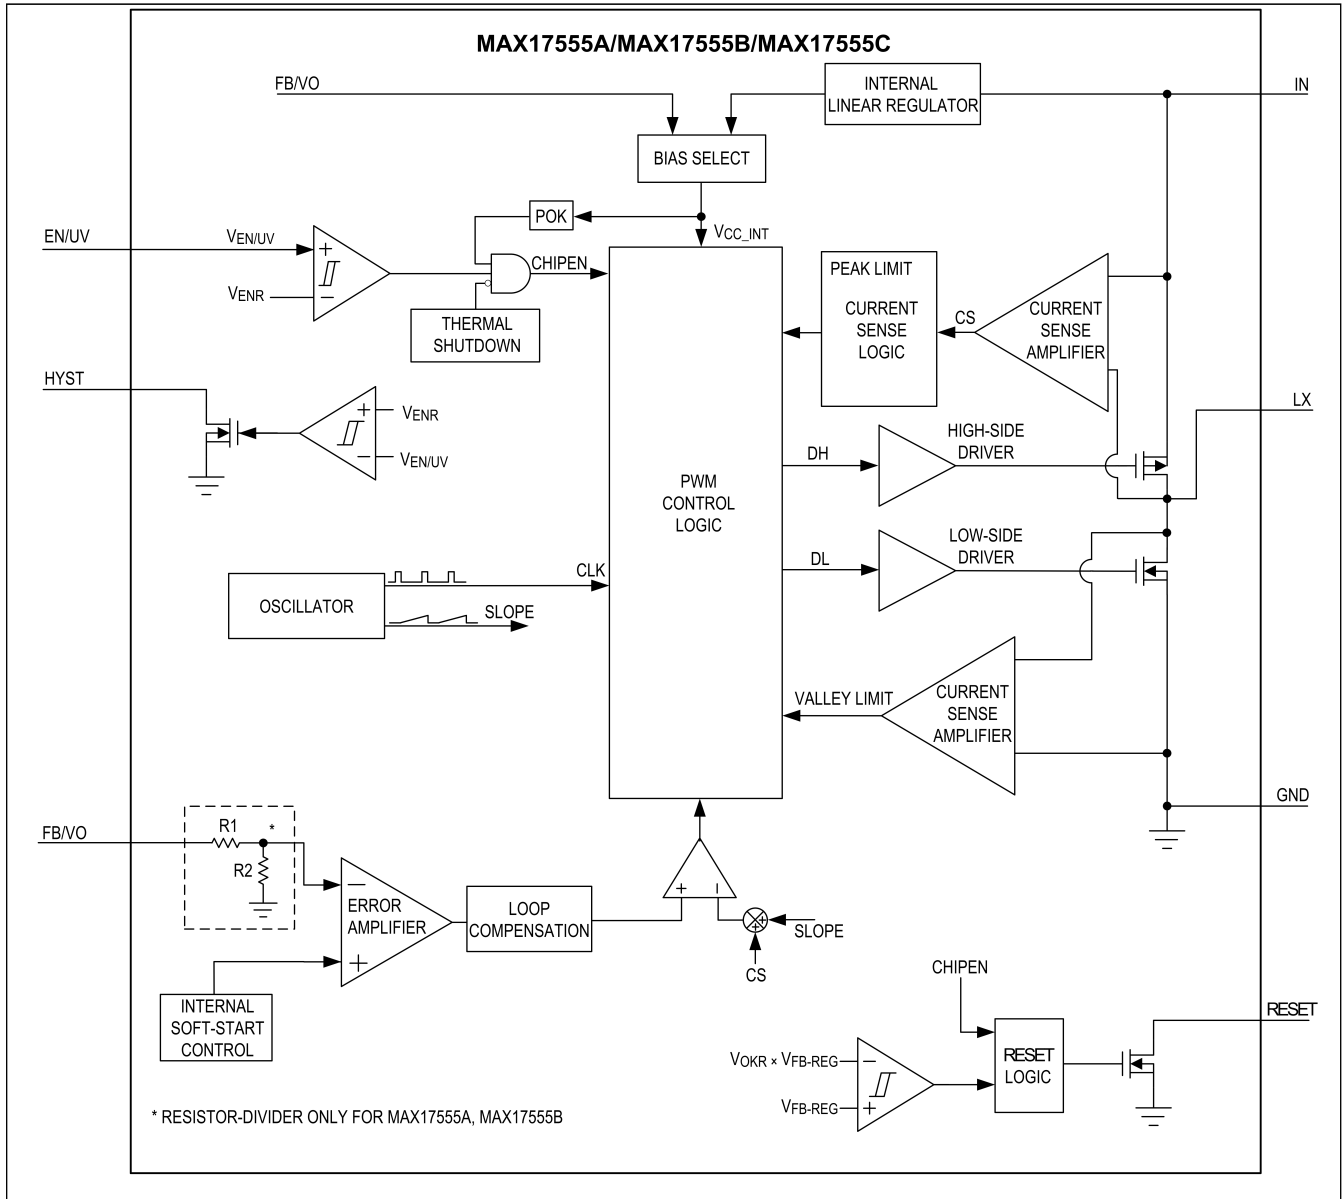 MAX17555A/MAX17555B/MAX17555C
FB/VO
INTERNAL
LINEAR REGULATOR
IN
BIAS SELECT
POK
VCC_INT
EN/UV
VEN/UV
+
−
VENR
CHIPEN
THERMAL
SHUTDOWN
PEAK LIMIT
CURRENT
SENSE
LOGIC
CS
CURRENT
SENSE
AMPLIFIER
HYST
+
−
VENR
VEN/UV
LX
PWM
CONTROL
LOGIC
DH
HIGH-SIDE
DRIVER
DL
LOW-SIDE
DRIVER
OSCILLATOR
CLK
SLOPE
VALLEY LIMIT
CURRENT
SENSE
AMPLIFIER
GND
FB/VO
R1
*
R2
−
ERROR
AMPLIFIER
+
LOOP
COMPENSATION
+
−
+
+
SLOPE
CS
INTERNAL
SOFT-START
CONTROL
CHIPEN
RESET
VOKR × VFB-REG
−
VFB-REG
+
RESET
LOGIC
* RESISTOR-DIVIDER ONLY FOR MAX17555A, MAX17555B